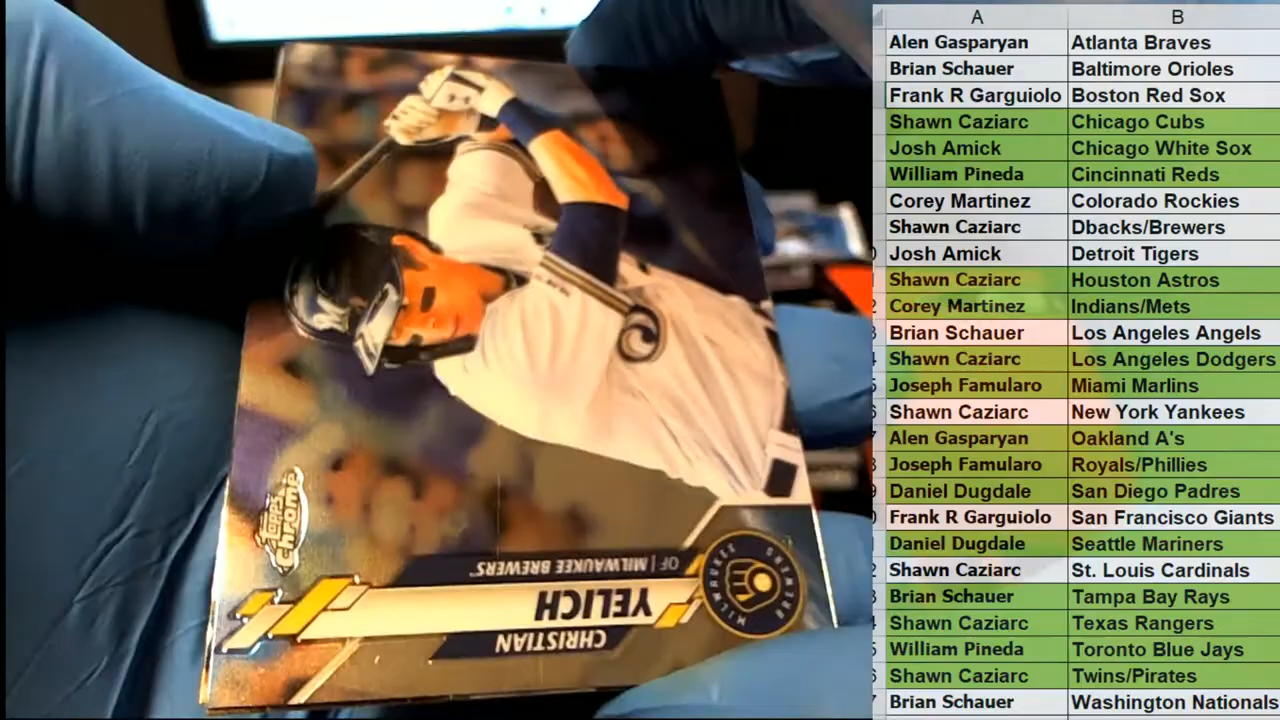 Topps
chrome
OF | MILWAUKEE BREWERS™
CHRISTIAN
YELICH
MILWAUKEE BREWERS
A B
Alen Gasparyan Atlanta Braves
Brian Schauer Baltimore Orioles
Frank R Garguiolo Boston Red Sox
Shawn Caziarc Chicago Cubs
Josh Amick Chicago White Sox
William Pineda Cincinnati Reds
Corey Martinez Colorado Rockies
Shawn Caziarc Dbacks/Brewers
Josh Amick Detroit Tigers
Shawn Caziarc Houston Astros
Corey Martinez Indians/Mets
Brian Schauer Los Angeles Angels
Shawn Caziarc Los Angeles Dodgers
Joseph Famularo Miami Marlins
Shawn Caziarc New York Yankees
Alen Gasparyan Oakland A's
Joseph Famularo Royals/Phillies
Daniel Dugdale San Diego Padres
Frank R Garguiolo San Francisco Giants
Daniel Dugdale Seattle Mariners
Shawn Caziarc St. Louis Cardinals
Brian Schauer Tampa Bay Rays
Shawn Caziarc Texas Rangers
William Pineda Toronto Blue Jays
Shawn Caziarc Twins/Pirates
Brian Schauer Washington Nationals